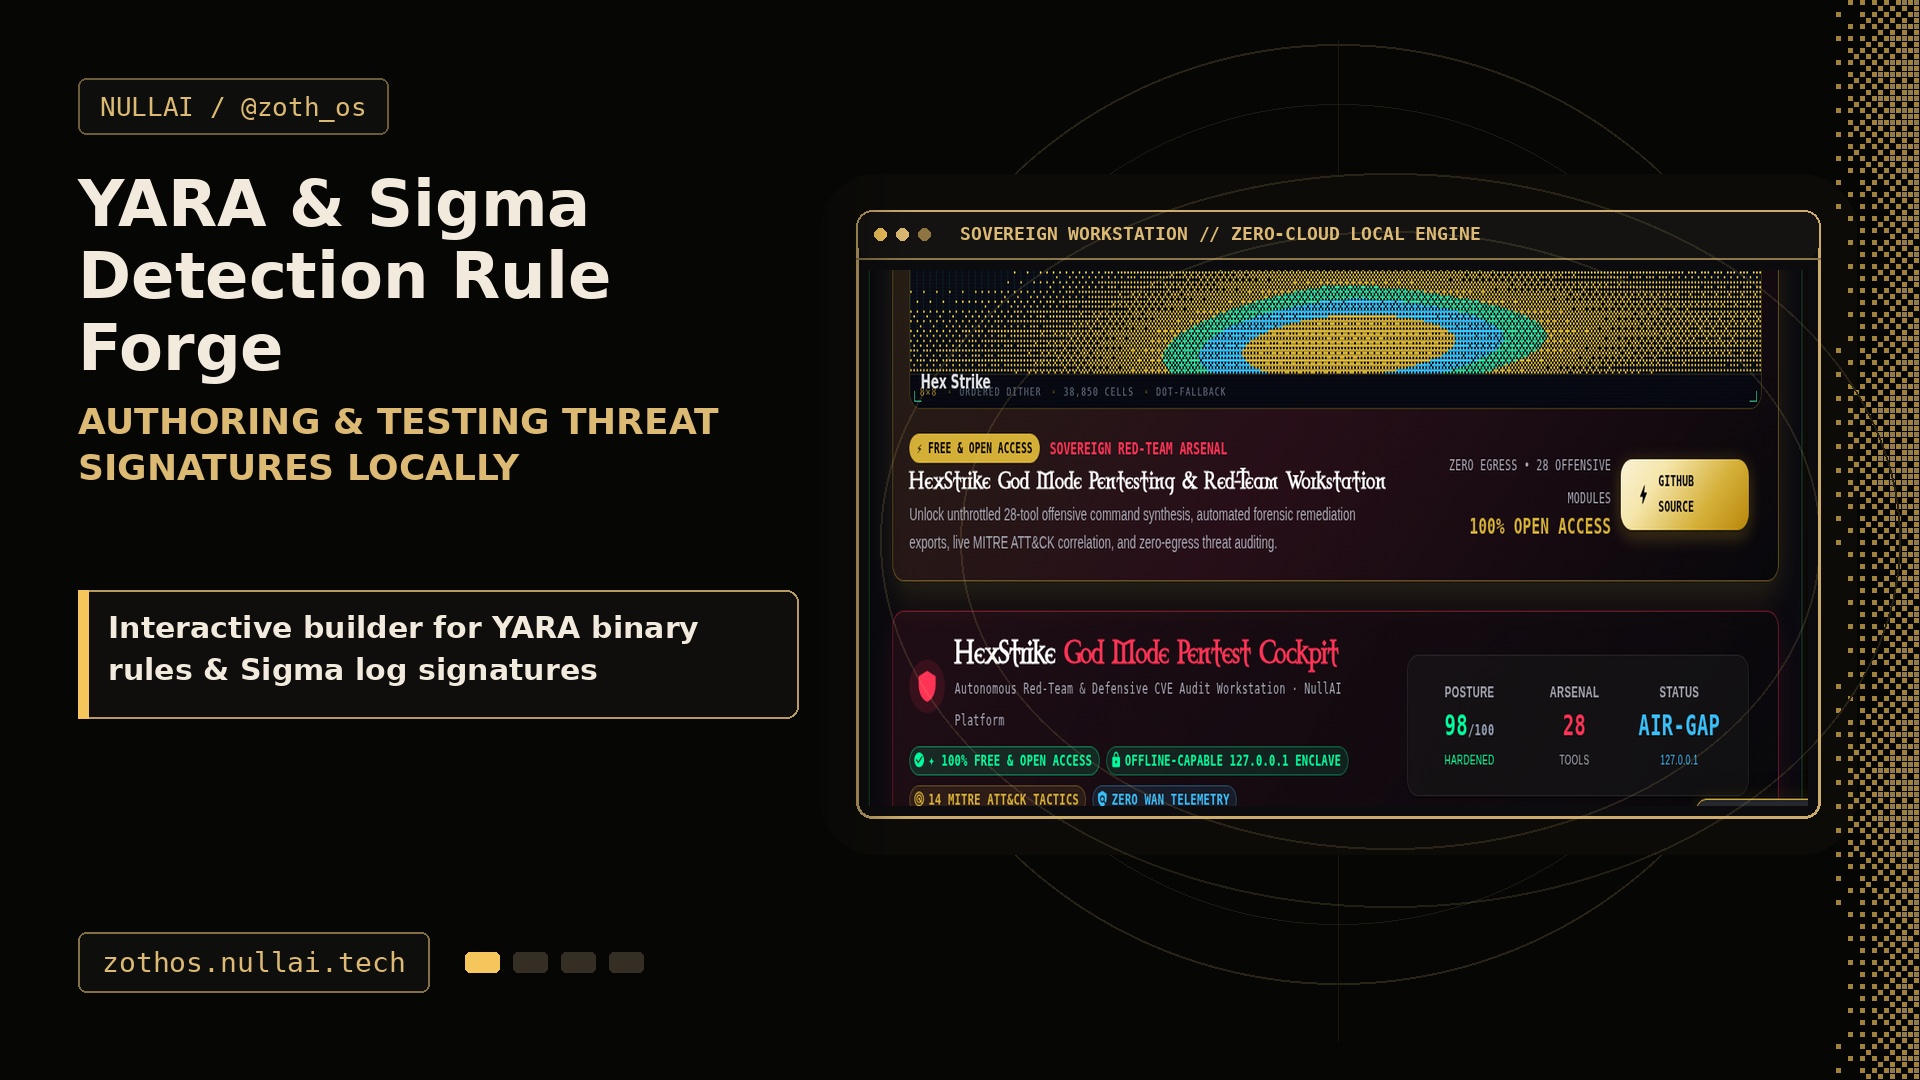 NULLAI / @zoth_os
YARA & Sigma
Detection Rule
Forge
AUTHORING & TESTING THREAT
SIGNATURES LOCALLY
Interactive builder for YARA binary
rules & Sigma log signatures
zothos.nullai.tech
SOVEREIGN WORKSTATION // ZERO-CLOUD LOCAL ENGINE
Hex Strike
8×8 · ORDERED DITHER · 38,850 CELLS · DOT-FALLBACK
⚡ FREE & OPEN ACCESS SOVEREIGN RED-TEAM ARSENAL
HexStrike God Mode Pentesting & Red-Team Workstation
Unlock unthrottled 28-tool offensive command synthesis, automated forensic remediation
exports, live MITRE ATT&CK correlation, and zero-egress threat auditing.
ZERO EGRESS • 28 OFFENSIVE
MODULES
100% OPEN ACCESS
GITHUB
SOURCE
HexStrike God Mode Pentest Cockpit
Autonomous Red-Team & Defensive CVE Audit Workstation · NullAI
Platform
✦ 100% FREE & OPEN ACCESS OFFLINE-CAPABLE 127.0.0.1 ENCLAVE
14 MITRE ATT&CK TACTICS ZERO WAN TELEMETRY
POSTURE ARSENAL STATUS
98/100 28 AIR-GAP
HARDENED TOOLS 127.0.0.1